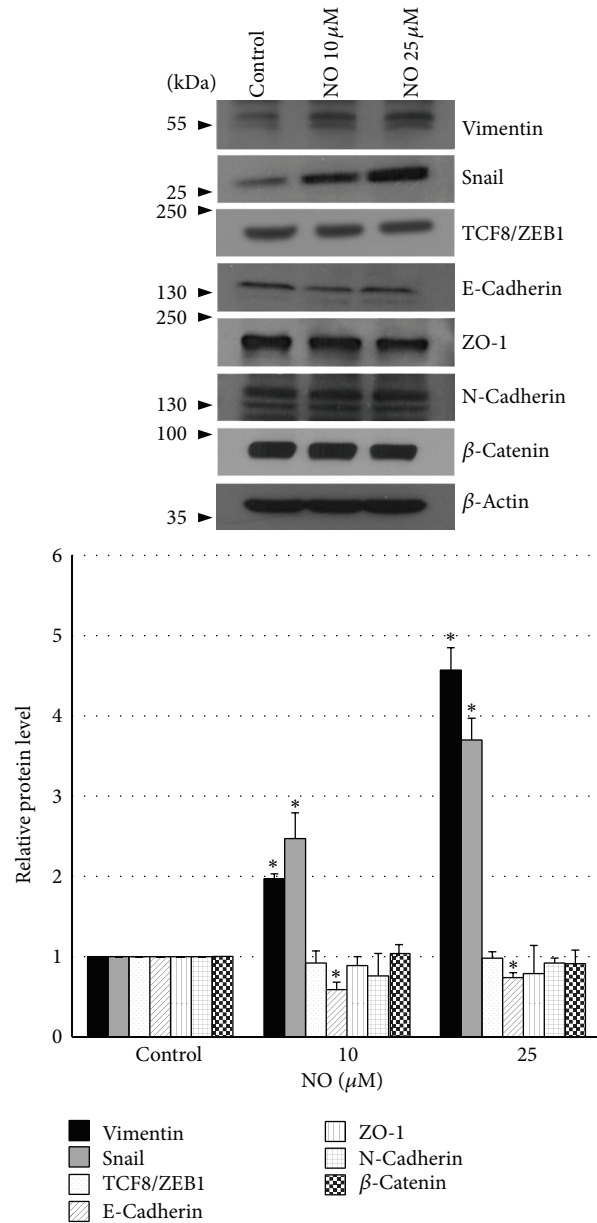 (kDa)
Control
NO 10 μM
NO 25 μM
55
Vimentin
25
Snail
250
TCF8/ZEB1
130
E-Cadherin
250
ZO-1
130
N-Cadherin
100
β-Catenin
35
β-Actin
6
5
4
3
2
1
0
Relative protein level
*
*
*
*
*
*
Control
10
25
NO (μM)
Vimentin
Snail
TCF8/ZEB1
E-Cadherin
ZO-1
N-Cadherin
β-Catenin